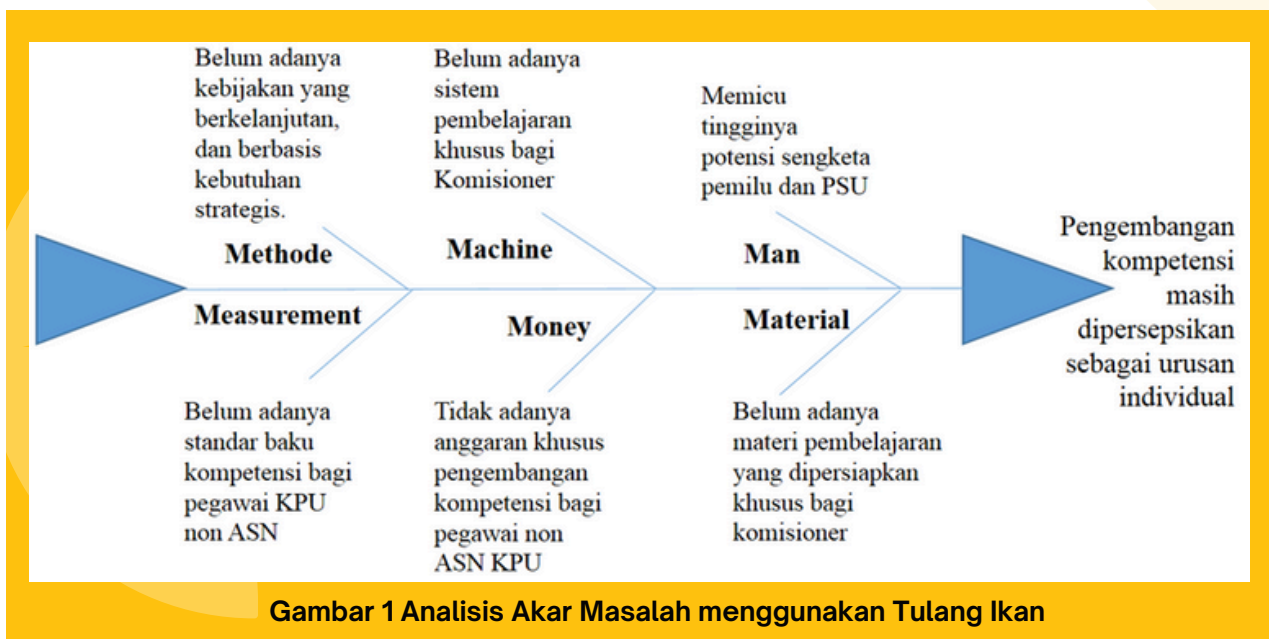 Belum adanya
kebijakan yang
berkelanjutan,
dan berbasis
kebutuhan
strategis.
Methode
Belum adanya
sistem
pembelajaran
khusus bagi
Komisioner
Machine
Memicu
tingginya
potensi sengketa
pemilu dan PSU
Man
Measurement
Belum adanya
standar baku
kompetensi bagi
pegawai KPU
non ASN
Money
Tidak adanya
anggaran khusus
pengembangan
kompetensi bagi
pegawai non
ASN KPU
Material
Belum adanya
materi pembelajaran
yang dipersiapkan
khusus bagi
komisioner
Pengembangan
kompetensi
masih
dipersepsikan
sebagai urusan
individual
Gambar 1 Analisis Akar Masalah menggunakan Tulang Ikan